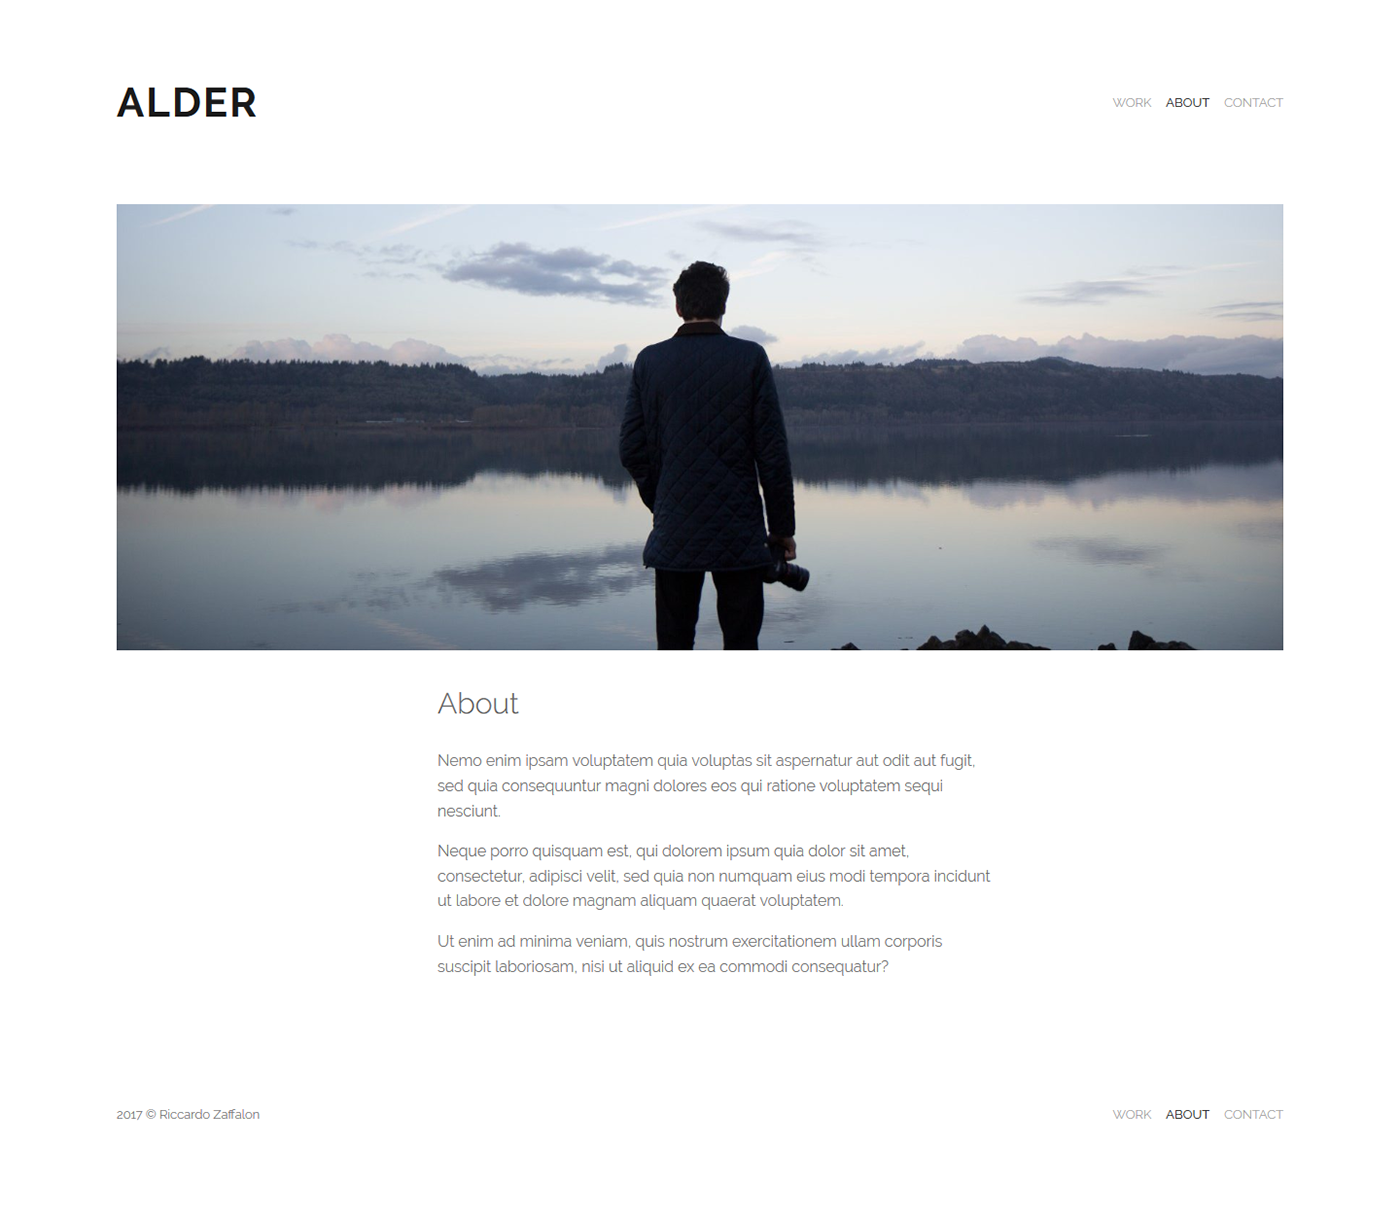 ALDER
WORK ABOUT CONTACT
About
Nemo enim ipsam voluptatem quia voluptas sit aspernatur aut odit aut fugit,
sed quia consequuntur magni dolores eos qui ratione voluptatem sequi
nesciunt.
Neque porro quisquam est, qui dolorem ipsum quia dolor sit amet,
consectetur, adipisci velit, sed quia non numquam eius modi tempora incidunt
ut labore et dolore magnam aliquam quaerat voluptatem.
Ut enim ad minima veniam, quis nostrum exercitationem ullam corporis
suscipit laboriosam, nisi ut aliquid ex ea commodi consequatur?
2017 © Riccardo Zaffalon
WORK ABOUT CONTACT